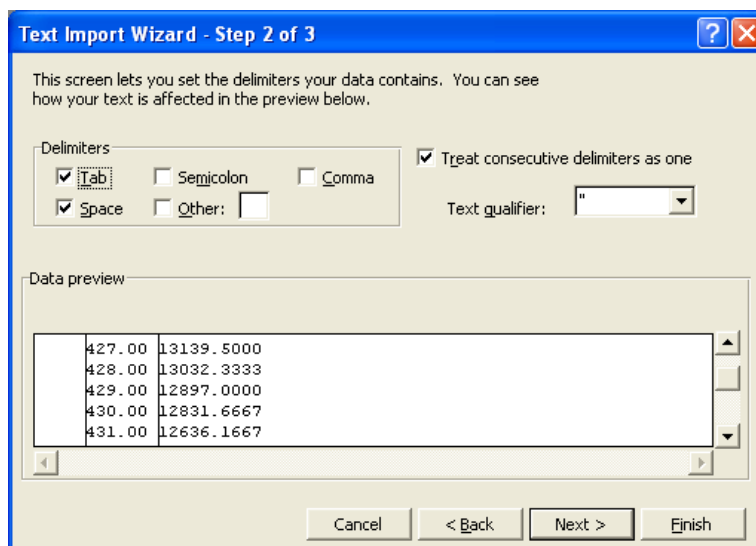 Text Import Wizard - Step 2 of 3
This screen lets you set the delimiters your data contains. You can see
how your text is affected in the preview below.
Delimiters
Tab
Semicolon
Comma
Space
Other:
Treat consecutive delimiters as one
Text qualifier:
"
Data preview
427.00 13139.5000
428.00 13032.3333
429.00 12897.0000
430.00 12831.6667
431.00 12636.1667
Cancel
< Back
Next >
Finish